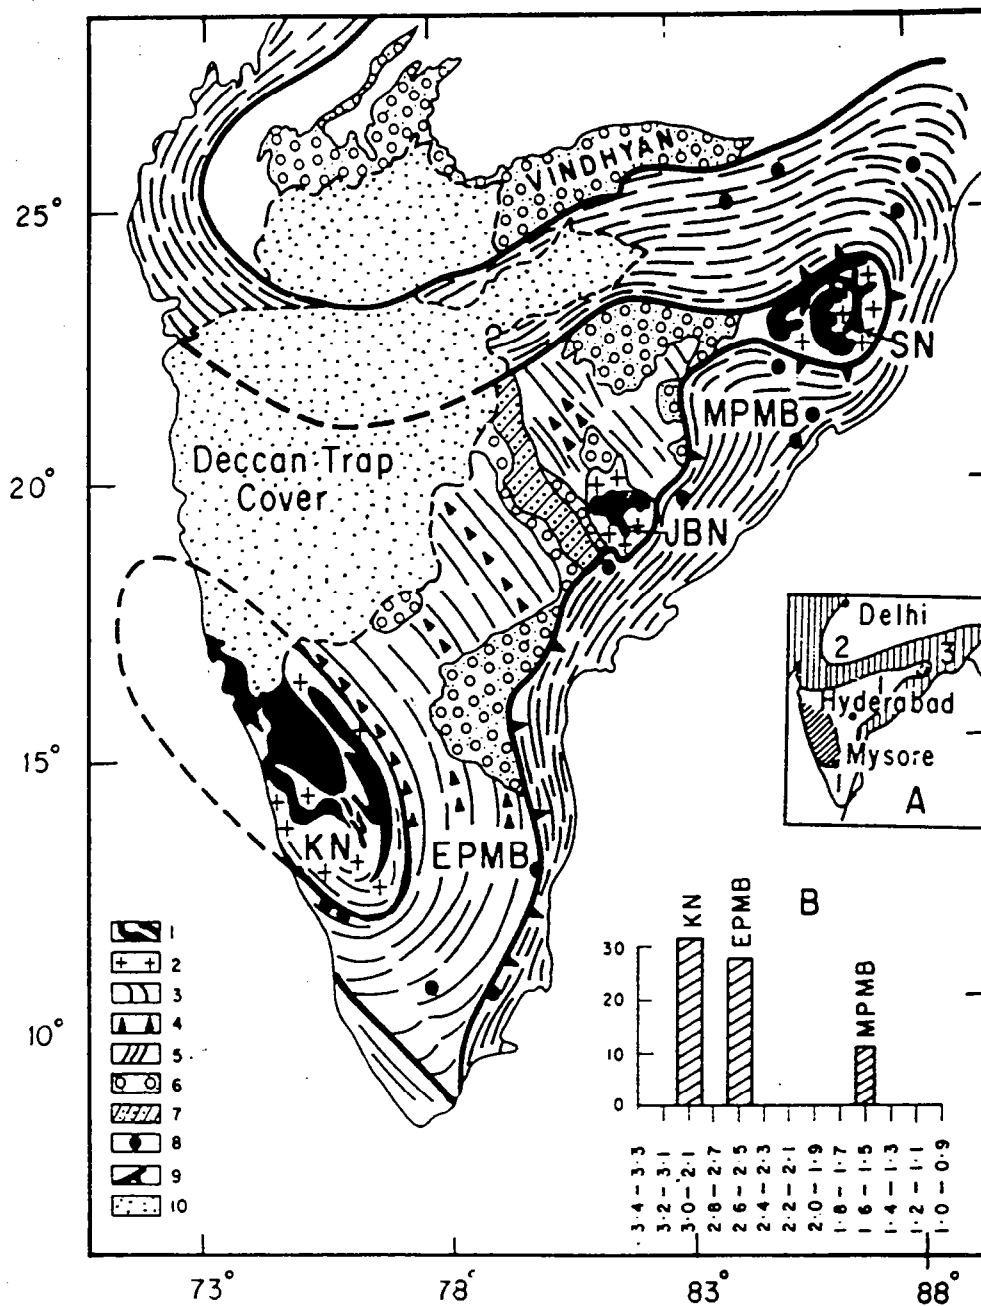 VINDHYAN
25°
SN
MPMB
Deccan Trap
Cover
20°
JBN
Delhi
2
3
1
Hyderabad
Mysore
1
A
15°
KN
EPMB
B
KN
EPMB
MPMB
30
20
10
0
3.4-3.3
3.2-3.1
3.0-2.1
2.8-2.7
2.6-2.5
2.4-2.3
2.2-2.1
2.0-1.9
1.8-1.7
1.6-1.5
1.4-1.3
1.2-1.1
1.0-0.9
1
2
3
4
5
6
7
8
9
10
10°
73°
78°
83°
88°